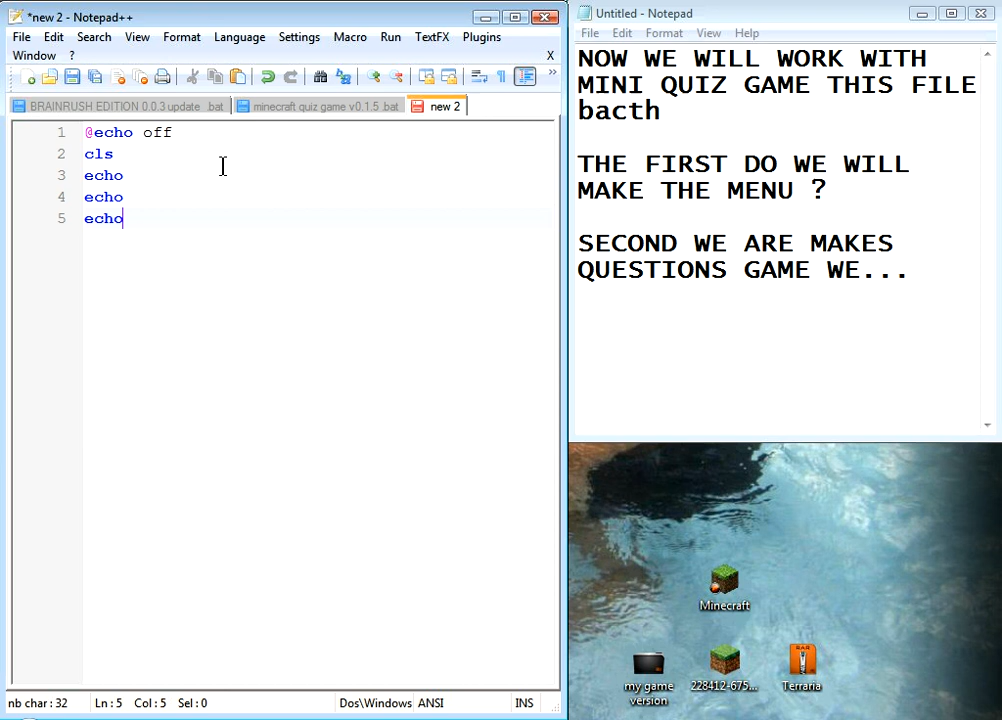 *new 2 - Notepad++
File Edit Search View Format Language Settings Macro Run TextFX Plugins
Window ? X
BRAINRUSH EDITION 0.0.3 update .bat minecraft quiz game v0.1.5 .bat new 2
1 @echo off
2 cls
3 echo
4 echo
5 echo
nb char : 32 Ln : 5 Col : 5 Sel : 0 Dos\Windows ANSI INS
Untitled - Notepad
File Edit Format View Help
NOW WE WILL WORK WITH
MINI QUIZ GAME THIS FILE
bacth
THE FIRST DO WE WILL
MAKE THE MENU ?
SECOND WE ARE MAKES
QUESTIONS GAME WE...
Minecraft
my game
version
228412-675...
Terraria